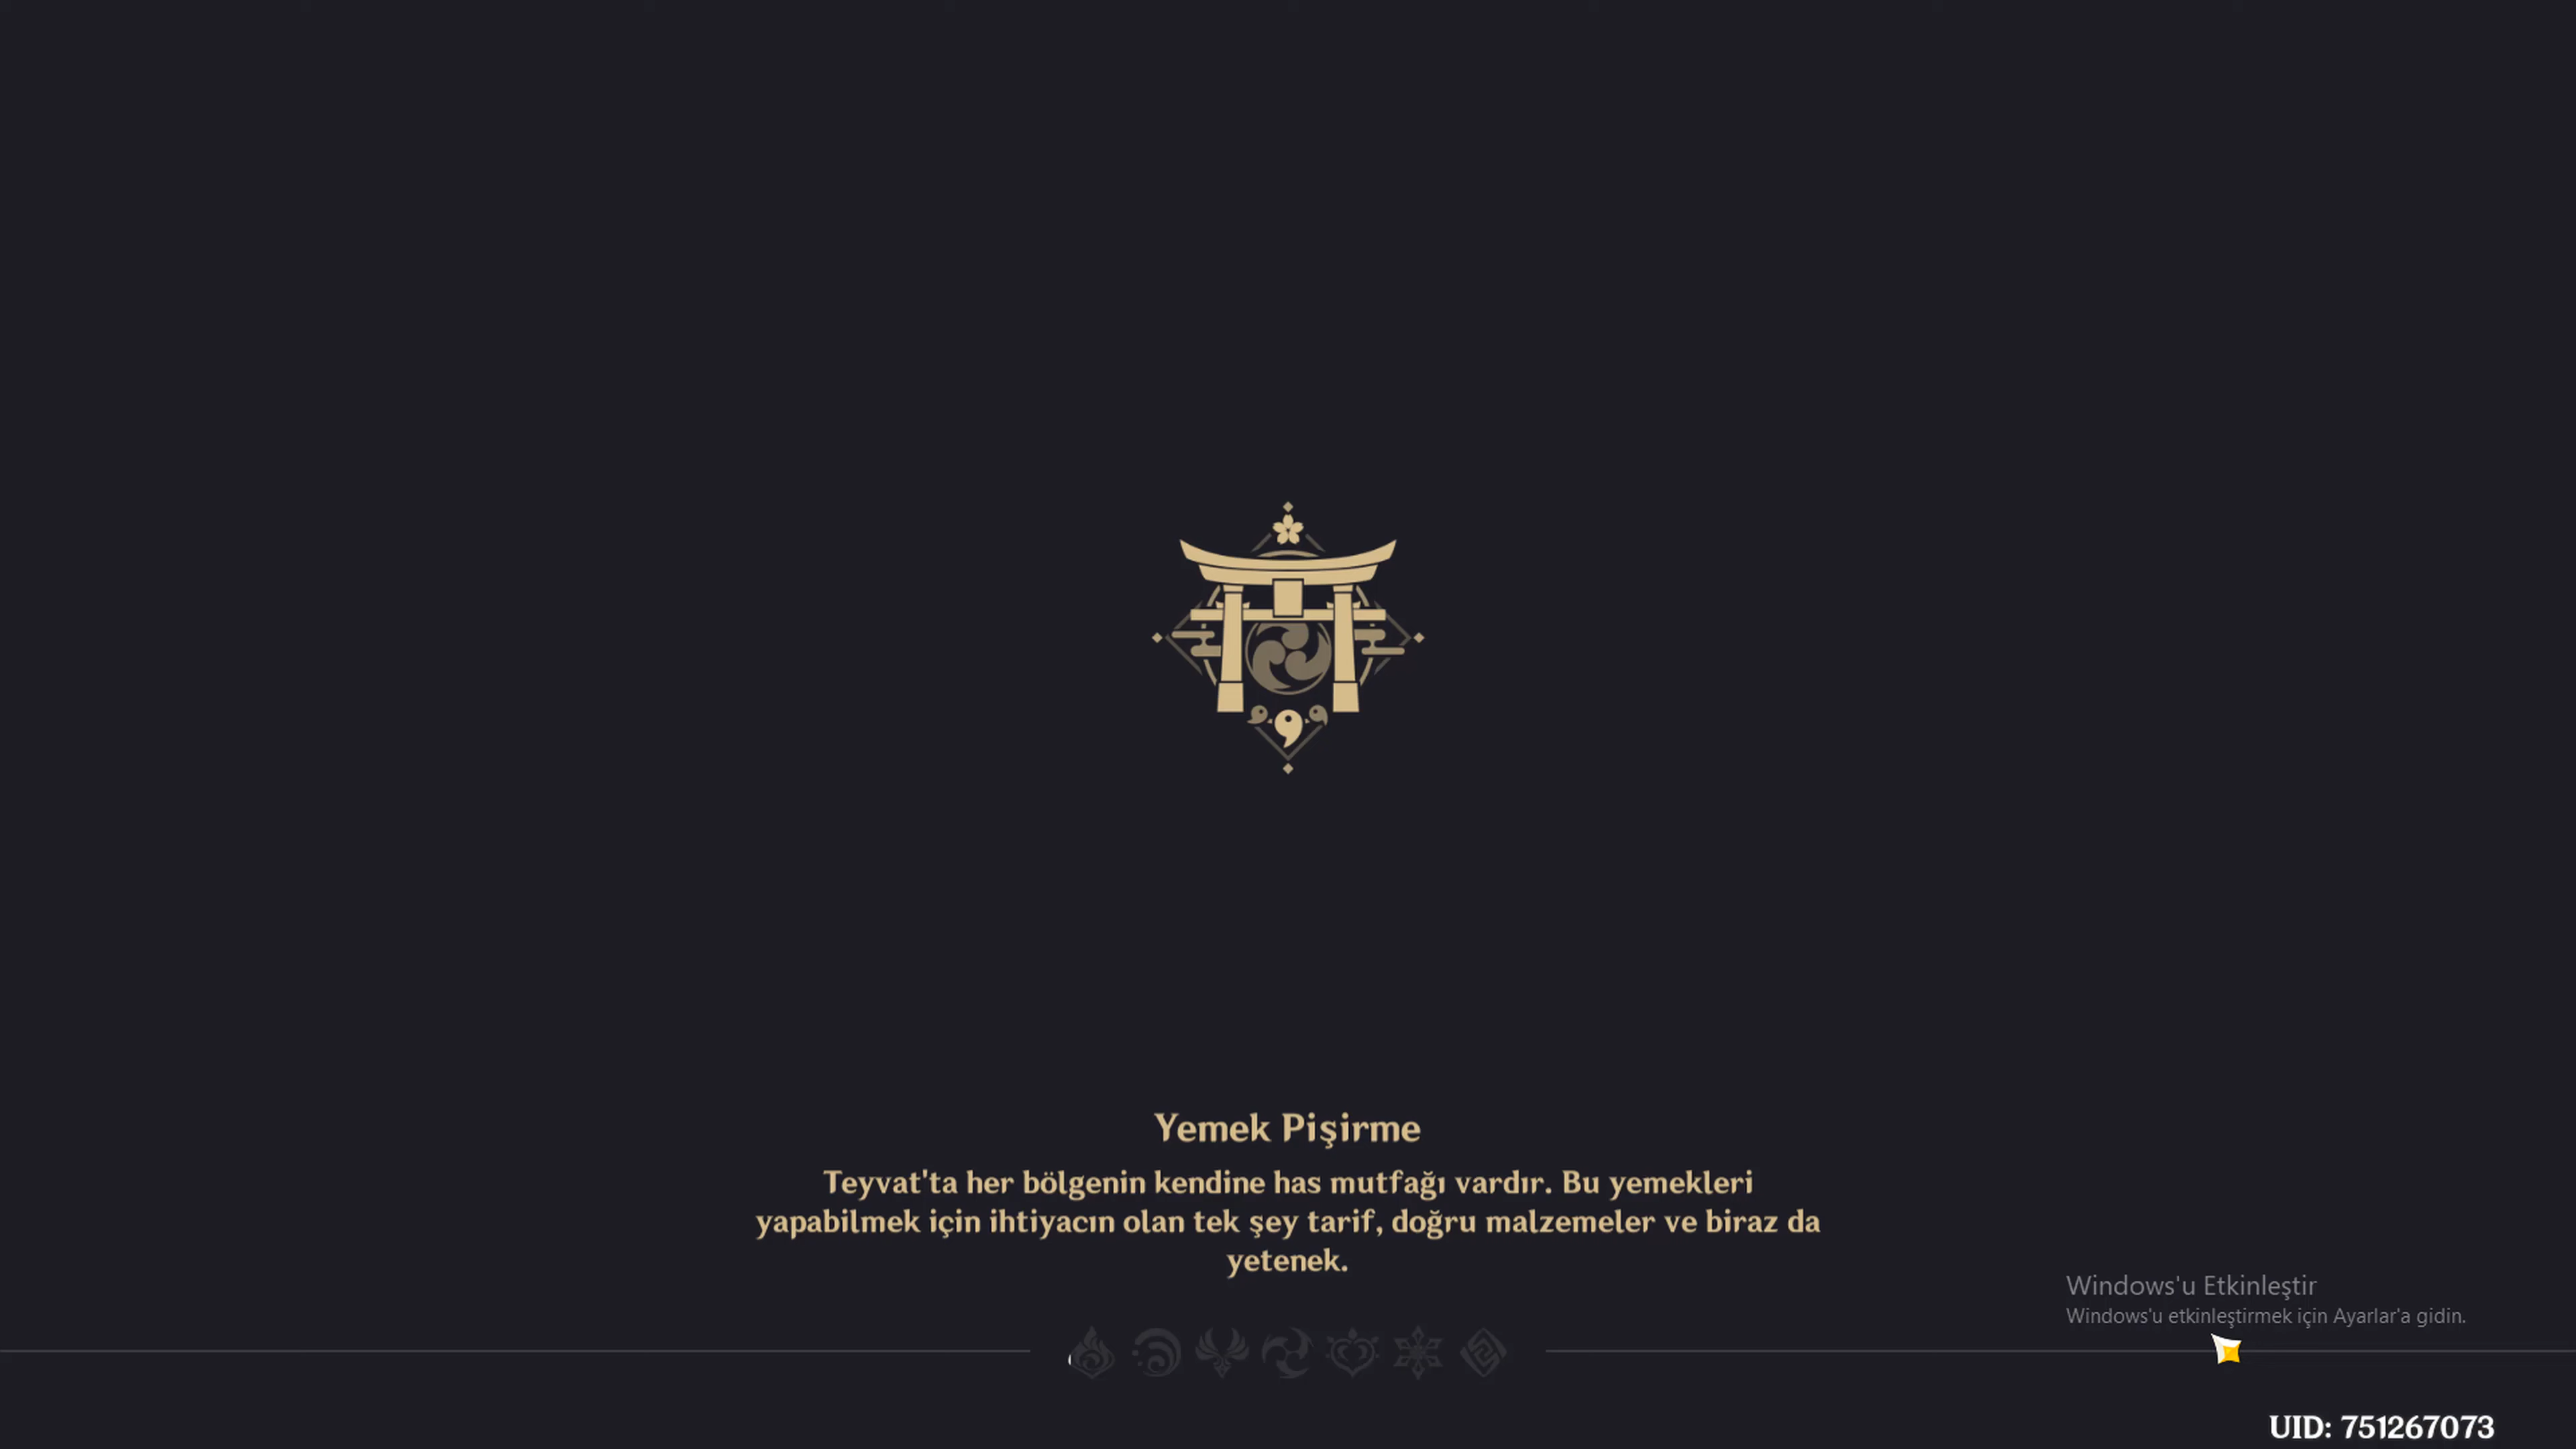 Yemek Pişirme
Teyvat'ta her bölgenin kendine has mutfağı vardır. Bu yemekleri
yapabilmek için ihtiyacın olan tek şey tarif, doğru malzemeler ve biraz da
yetenek.
Windows'u Etkinleştir
Windows'u etkinleştirmek için Ayarlar'a gidin.
UID: 751267073